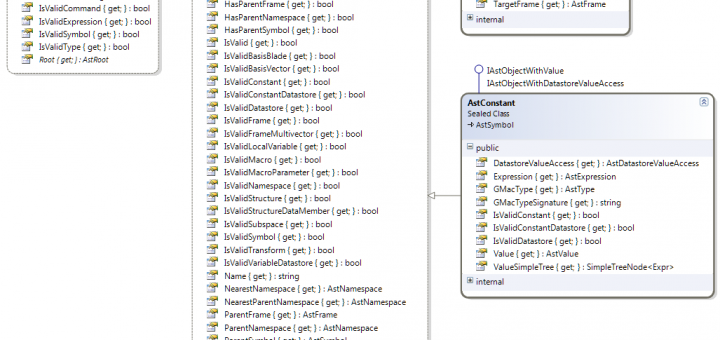 IsValidCommand { get; } : bool
IsValidExpression { get; } : bool
IsValidSymbol { get; } : bool
IsValidType { get; } : bool
Root { get; } : AstRoot
HasParentFrame { get; } : bool
HasParentNamespace { get; } : bool
HasParentSymbol { get; } : bool
IsValid { get; } : bool
IsValidBasisBlade { get; } : bool
IsValidBasisVector { get; } : bool
IsValidConstant { get; } : bool
IsValidConstantDatastore { get; } : bool
IsValidDatastore { get; } : bool
IsValidFrame { get; } : bool
IsValidFrameMultivector { get; } : bool
IsValidLocalVariable { get; } : bool
IsValidMacro { get; } : bool
IsValidMacroParameter { get; } : bool
IsValidNamespace { get; } : bool
IsValidStructure { get; } : bool
IsValidStructureDataMember { get; } : bool
IsValidSubspace { get; } : bool
IsValidSymbol { get; } : bool
IsValidTransform { get; } : bool
IsValidVariableDatastore { get; } : bool
Name { get; } : string
NearestNamespace { get; } : AstNamespace
NearestParentNamespace { get; } : AstNamespace
ParentFrame { get; } : AstFrame
ParentNamespace { get; } : AstNamespace
ParentSymbol { get; } : AstSymbol
TargetFrame { get; } : AstFrame
internal
IAstObjectWithValue
IAstObjectWithDatastoreValueAccess
AstConstant
Sealed Class
AstSymbol
public
DatastoreValueAccess { get; } : AstDatastoreValueAccess
Expression { get; } : AstExpression
GMacType { get; } : AstType
GMacTypeSignature { get; } : string
IsValidConstant { get; } : bool
IsValidConstantDatastore { get; } : bool
IsValidDatastore { get; } : bool
Value { get; } : AstValue
ValueSimpleTree { get; } : SimpleTreeNode<Expr>
internal